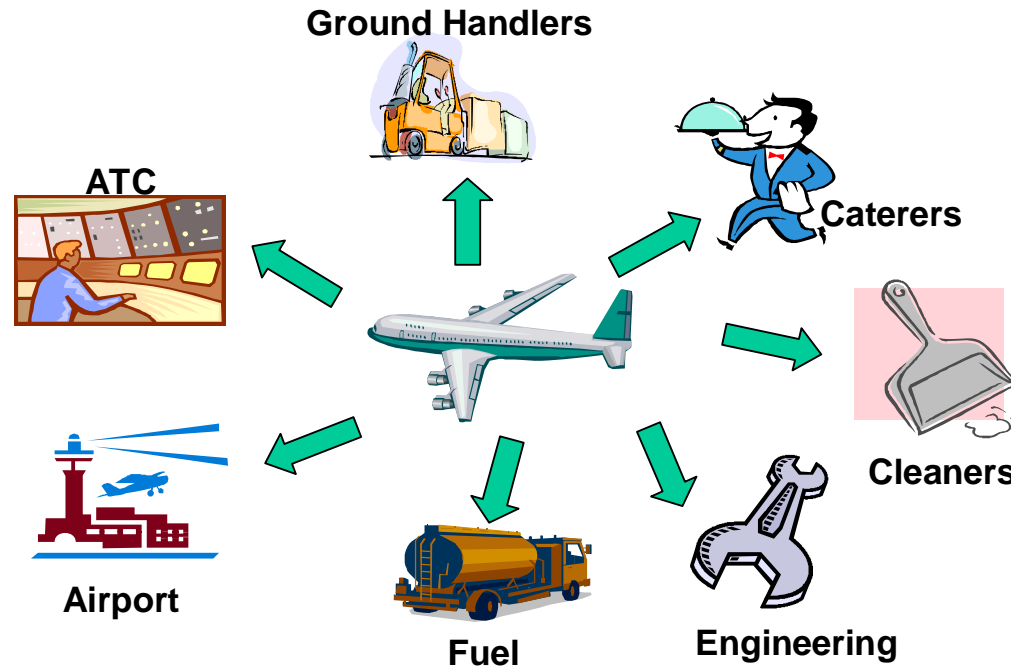 Ground Handlers
ATC
Caterers
Cleaners
Airport
Engineering
Fuel